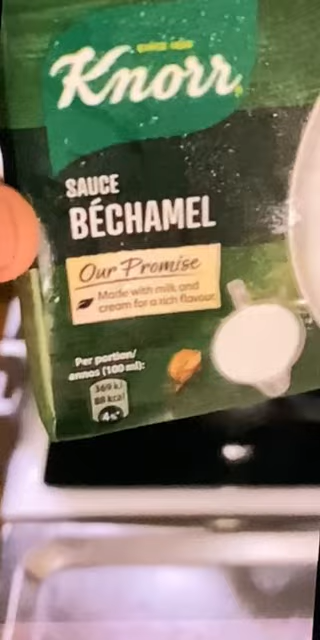 Knorr
SAUCE
BÉCHAMEL
Our Promise
Made with milk and
cream for a rich flavour.
Per portion/
annos (100 ml):
369 kJ
88 kcal